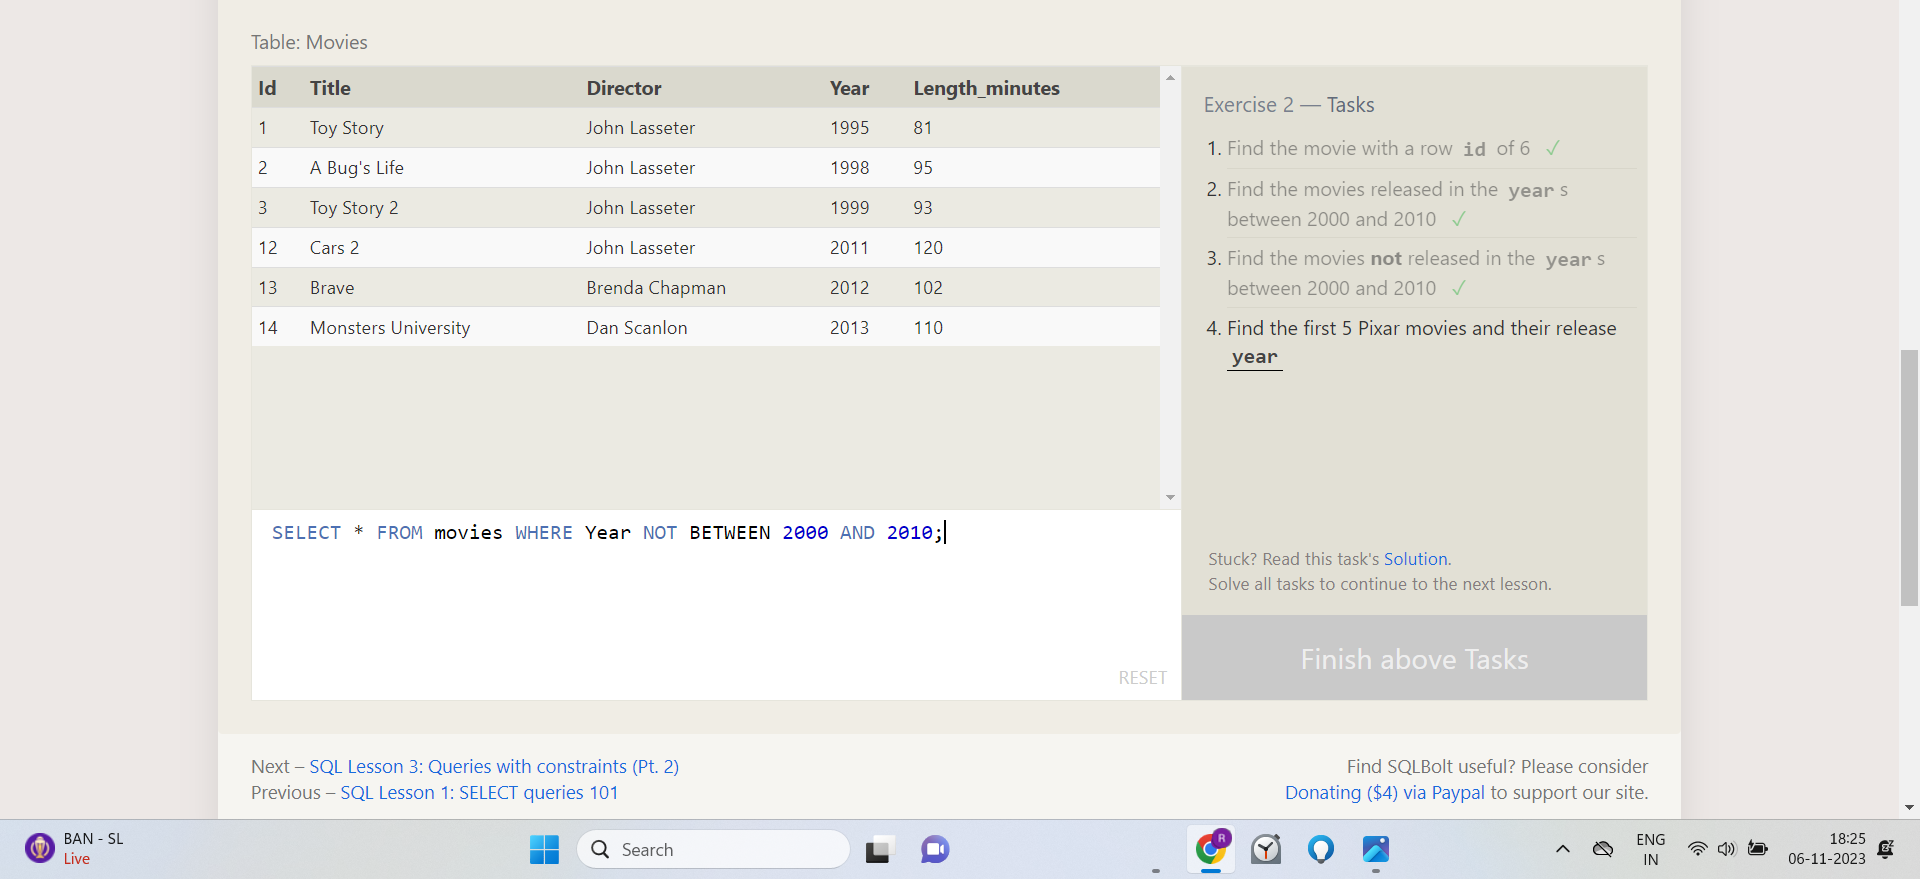 Table: Movies
Id Title Director Year Length_minutes
1 Toy Story John Lasseter 1995 81
2 A Bug's Life John Lasseter 1998 95
3 Toy Story 2 John Lasseter 1999 93
12 Cars 2 John Lasseter 2011 120
13 Brave Brenda Chapman 2012 102
14 Monsters University Dan Scanlon 2013 110
SELECT * FROM movies WHERE Year NOT BETWEEN 2000 AND 2010;
RESET
Exercise 2 — Tasks
1. Find the movie with a row id of 6 ✓
2. Find the movies released in the year s
between 2000 and 2010 ✓
3. Find the movies not released in the year s
between 2000 and 2010 ✓
4. Find the first 5 Pixar movies and their release
year
Stuck? Read this task's Solution.
Solve all tasks to continue to the next lesson.
Finish above Tasks
Next – SQL Lesson 3: Queries with constraints (Pt. 2)
Previous – SQL Lesson 1: SELECT queries 101
Find SQLBolt useful? Please consider
Donating ($4) via Paypal to support our site.
BAN - SL
Live
Search
R
ENG
IN
18:25
06-11-2023